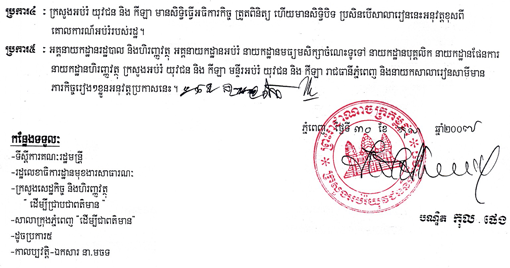 ប្រការ៤ : ក្រសួងអប់រំ យុវជន និង កីឡា មានសិទ្ធិធ្វើអធិការកិច្ច ត្រួតពិនិត្យ ហើយមានសិទ្ធិបិទ ប្រសិនបើសាលារៀននេះអនុវត្តខុសពី
គោលការណ៍អប់រំរបស់រដ្ឋ ។
ប្រការ៥ : អគ្គនាយកដ្ឋានរដ្ឋបាល និងហិរញ្ញវត្ថុ អគ្គនាយកដ្ឋានអប់រំ នាយកដ្ឋានមធ្យមសិក្សាចំណេះទូទៅ នាយកដ្ឋានបុគ្គលិក នាយកដ្ឋានផែនការ
នាយកដ្ឋានហិរញ្ញវត្ថុ ក្រសួងអប់រំ យុវជន និង កីឡា មន្ទីរអប់រំ យុវជន និង កីឡា រាជធានីភ្នំពេញ និងនាយកសាលារៀនសាមីមាន
ភារកិច្ចរៀងៗខ្លួនអនុវត្តប្រកាសនេះ ។
ភ្នំពេញ, ថ្ងៃទី ៣០ ខែ ឆ្នាំ២០០៧
កន្លែងទទួល:
-ទីស្តីការគណៈរដ្ឋមន្ត្រី
-រដ្ឋលេខាធិការដ្ឋានមុខងារសាធារណៈ
-ក្រសួងសេដ្ឋកិច្ច និងហិរញ្ញវត្ថុ
" ដើម្បីជ្រាបជាពត៌មាន "
-សាលាក្រុងភ្នំពេញ "ដើម្បីជាពត៌មាន"
-ដូចប្រការ៥
-កាលប្បវត្តិ-ឯកសារ នា.មចទ
បណ្ឌិត កុល . ផេង